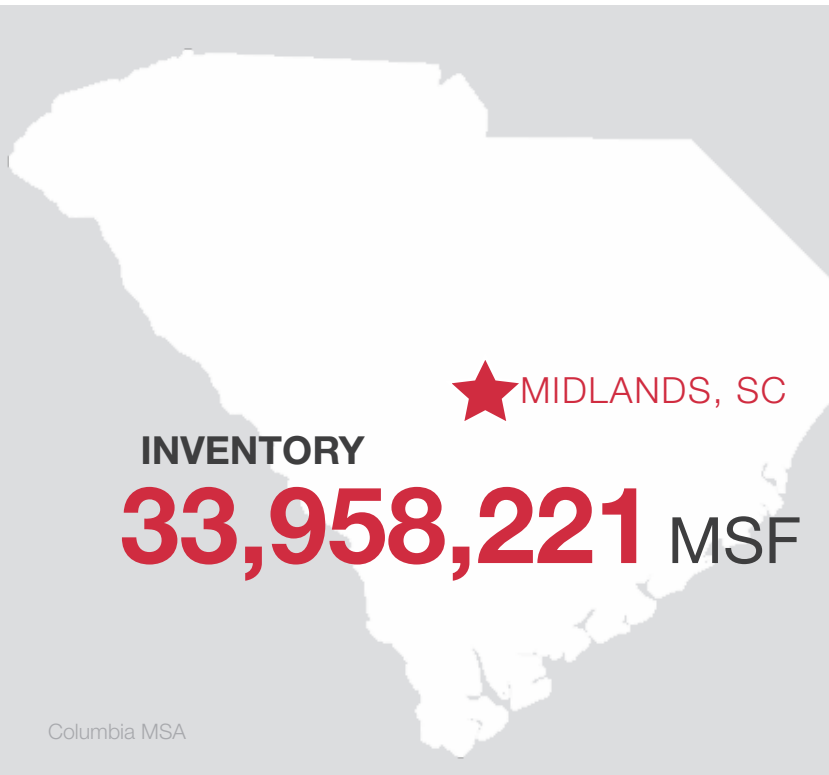 MIDLANDS, SC
INVENTORY
33,958,221 MSF
Columbia MSA